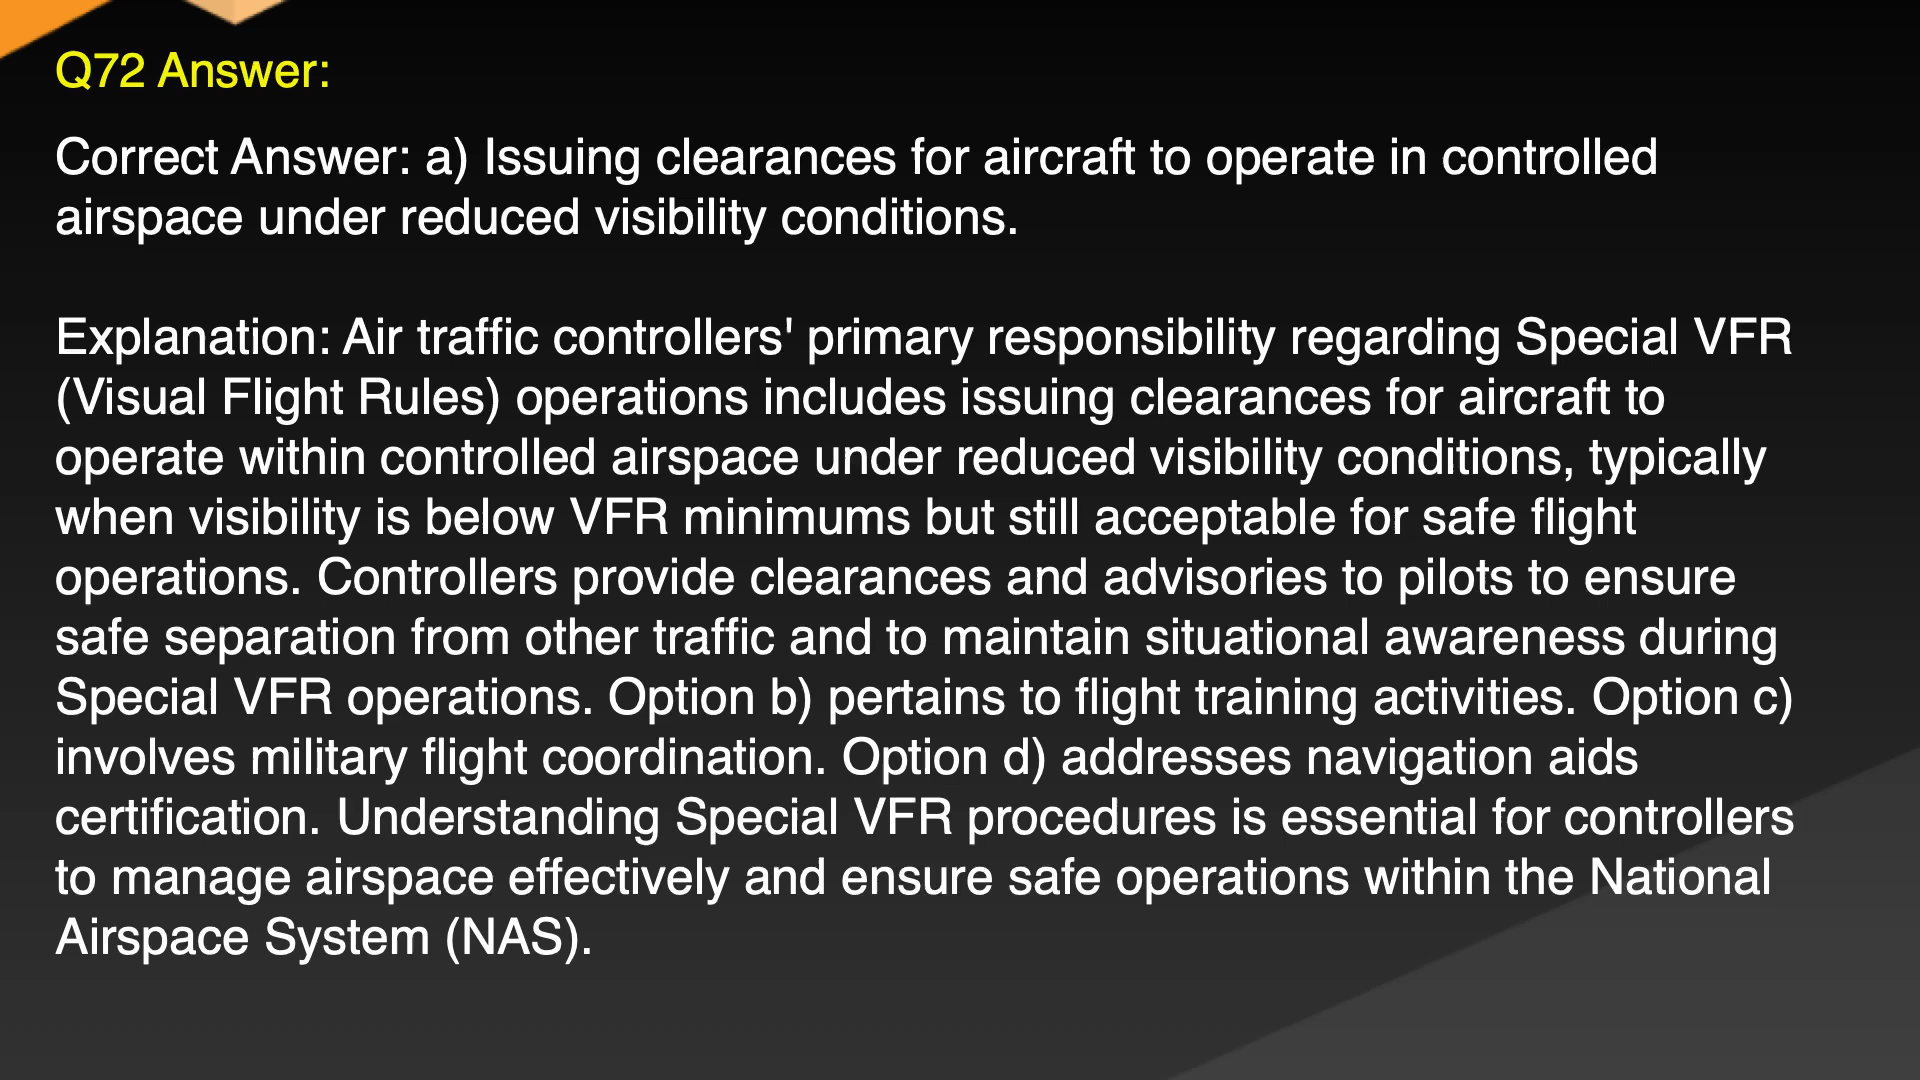 Q72 Answer:
Correct Answer: a) Issuing clearances for aircraft to operate in controlled
airspace under reduced visibility conditions.
Explanation: Air traffic controllers' primary responsibility regarding Special VFR
(Visual Flight Rules) operations includes issuing clearances for aircraft to
operate within controlled airspace under reduced visibility conditions, typically
when visibility is below VFR minimums but still acceptable for safe flight
operations. Controllers provide clearances and advisories to pilots to ensure
safe separation from other traffic and to maintain situational awareness during
Special VFR operations. Option b) pertains to flight training activities. Option c)
involves military flight coordination. Option d) addresses navigation aids
certification. Understanding Special VFR procedures is essential for controllers
to manage airspace effectively and ensure safe operations within the National
Airspace System (NAS).